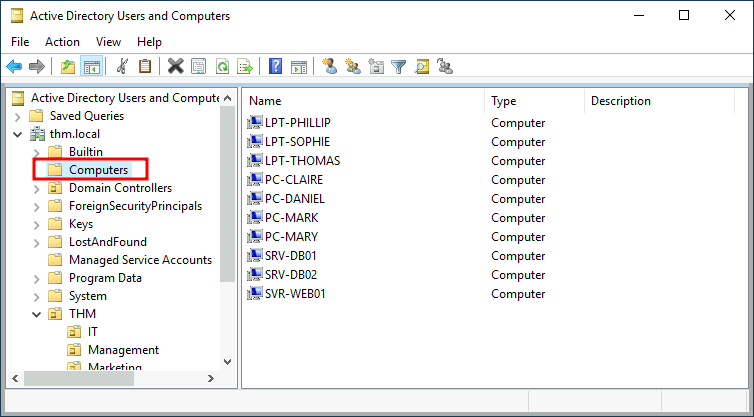 Active Directory Users and Computers
File Action View Help
Active Directory Users and Compute
Saved Queries
thm.local
Builtin
Computers
Domain Controllers
ForeignSecurityPrincipals
Keys
LostAndFound
Managed Service Accounts
Program Data
System
THM
IT
Management
Marketing
Name Type Description
LPT-PHILLIP Computer
LPT-SOPHIE Computer
LPT-THOMAS Computer
PC-CLAIRE Computer
PC-DANIEL Computer
PC-MARK Computer
PC-MARY Computer
SRV-DB01 Computer
SRV-DB02 Computer
SVR-WEB01 Computer